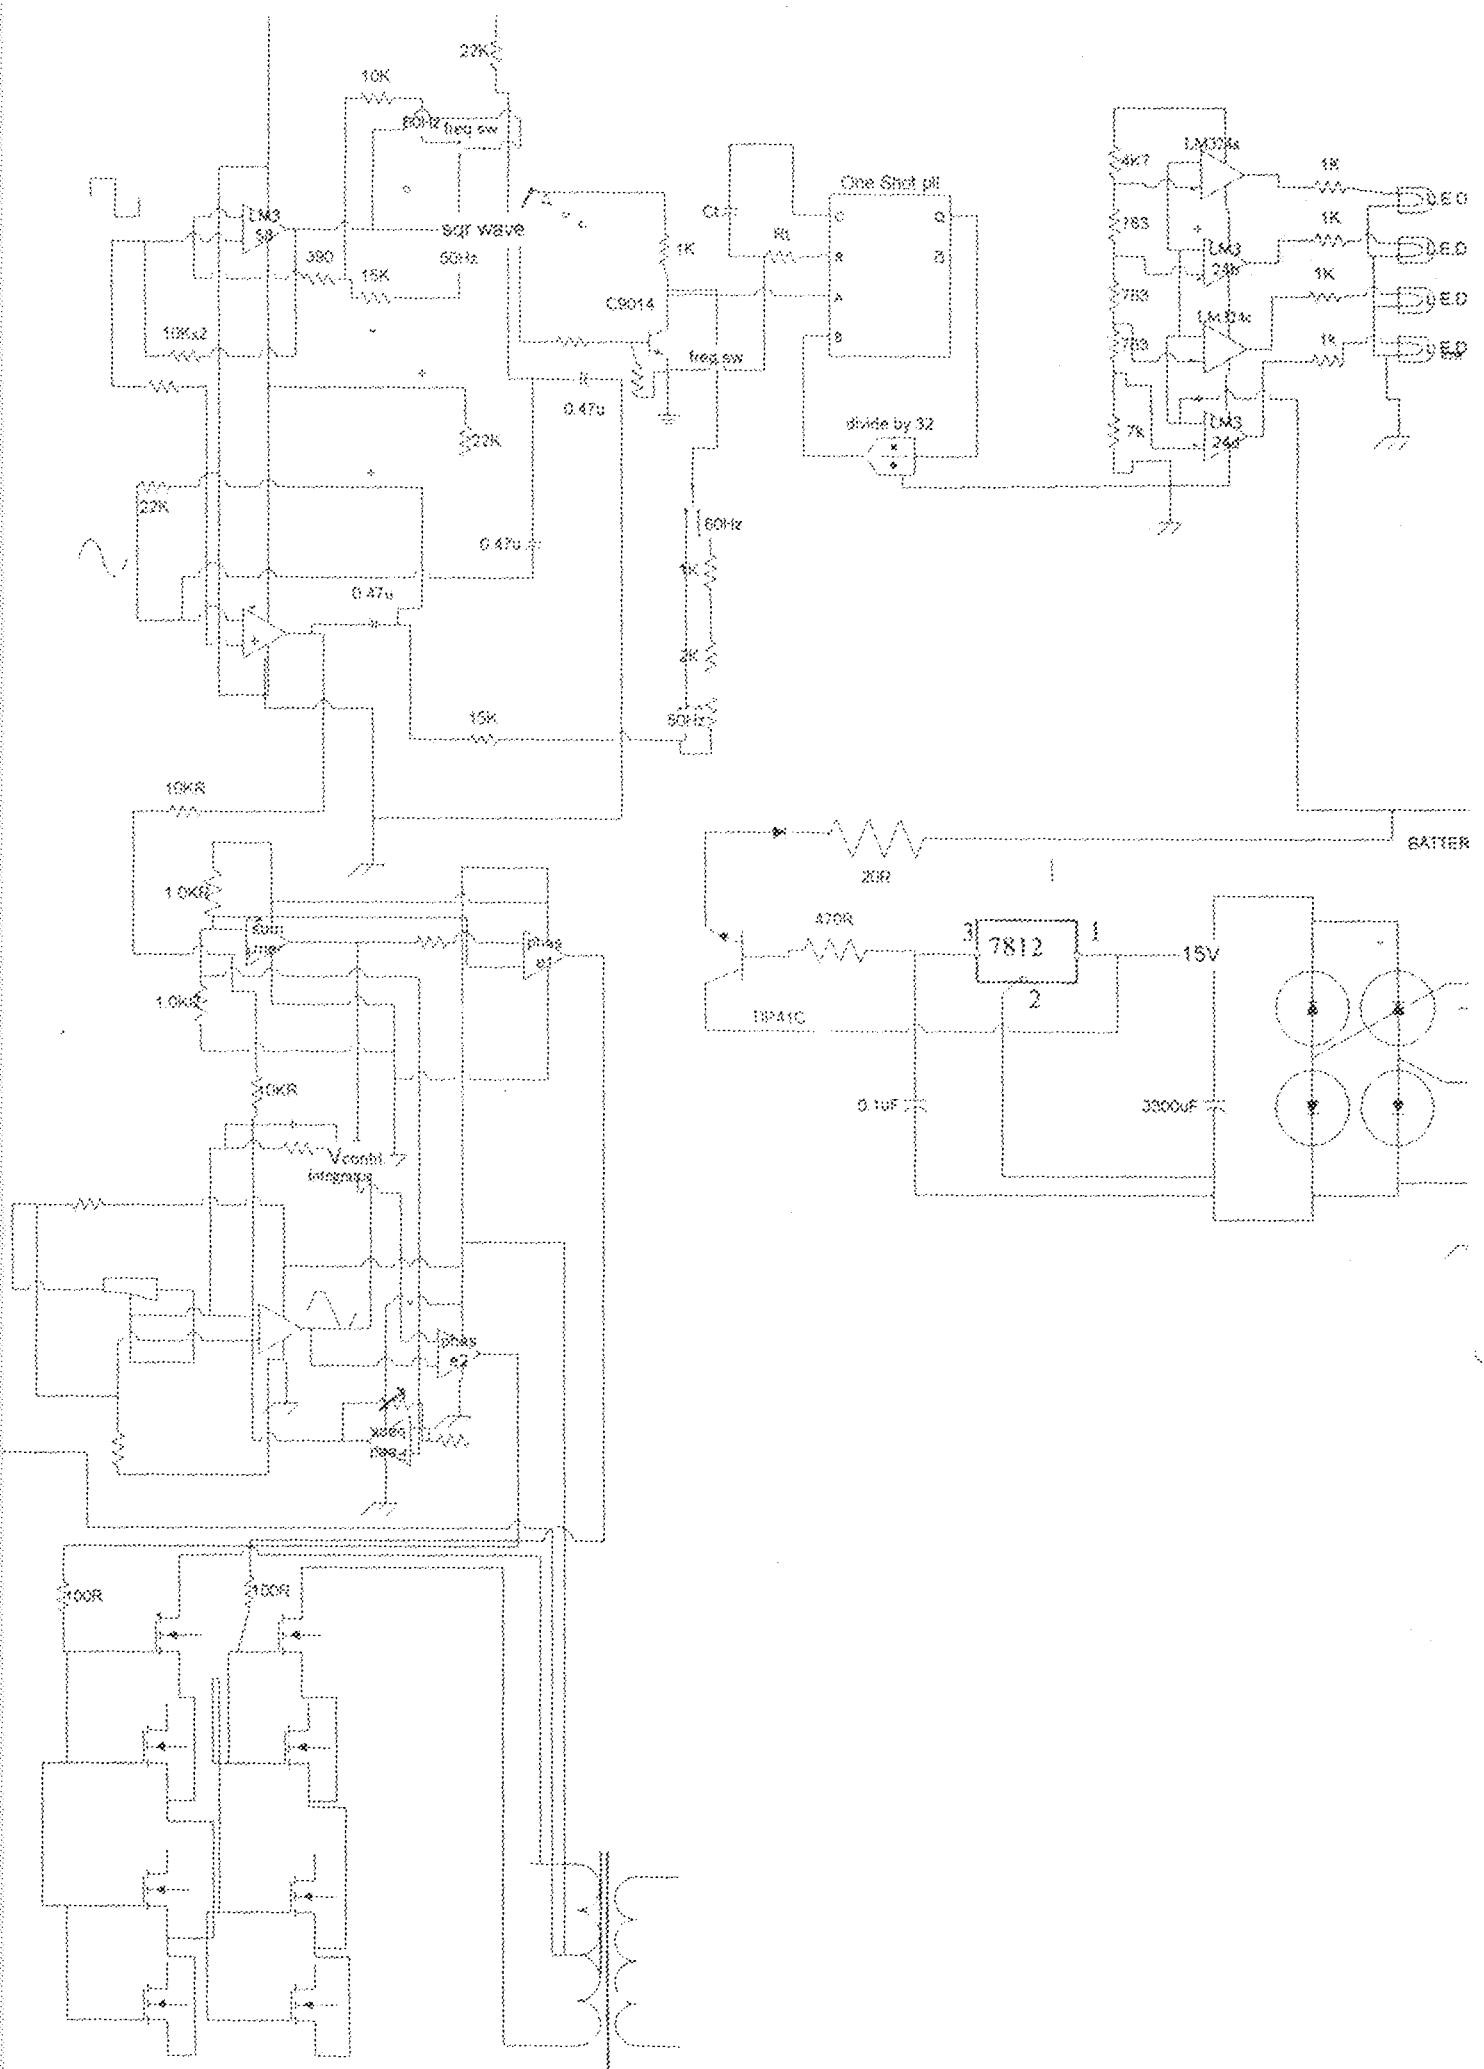 22K
10K
60Hz
freq sw
LM3
58
sqr wave
50Hz
390
15K
10Kx2
C9014
1K
freq sw
0.47u
22K
22K
0.47u
0.47u
One Shot pll
Ct
Rt
C
R
A
B
Q
Q
divide by 32
60Hz
1K
2K
15K
4K7
783
783
783
7k
LM324a
LM3
24b
LM324c
LM3
24d
1K
1K
1K
1k
LED
LED
LED
LED
10KR
20R
BATTER
1.0KR
470R
3
7812
1
2
15V
TIP41C
phas
e1
1.0KR
10KR
0.1uF
3300uF
Vcontrl
phas
e2
100R
100R